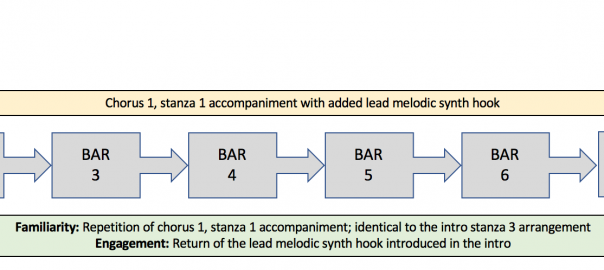 Chorus 1, stanza 1 accompaniment with added lead melodic synth hook
BAR BAR BAR BAR
3 4 5 6
Familiarity: Repetition of chorus 1, stanza 1 accompaniment; identical to the intro stanza 3 arrangement
Engagement: Return of the lead melodic synth hook introduced in the intro